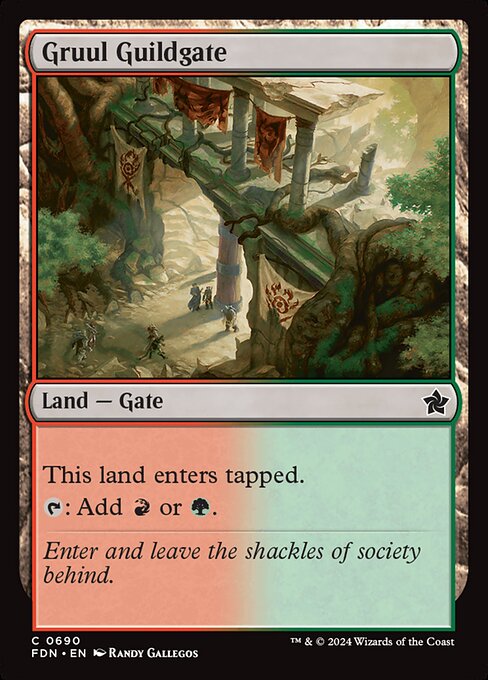 Gruul Guildgate
Land — Gate
This land enters tapped.
: Add or .
Enter and leave the shackles of society
behind.
C 0690
FDN • EN RANDY GALLEGOS
™ & © 2024 Wizards of the Coast